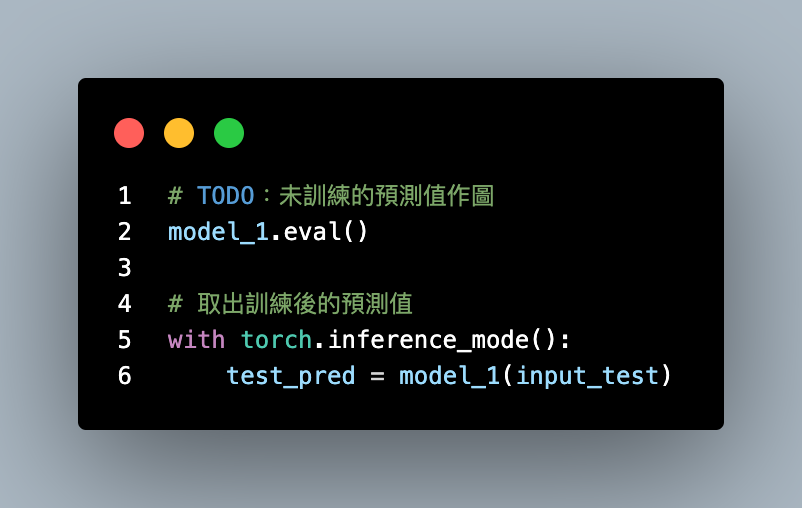 1 # TODO：未訓練的預測值作圖
2 model_1.eval()
3
4 # 取出訓練後的預測值
5 with torch.inference_mode():
6     test_pred = model_1(input_test)